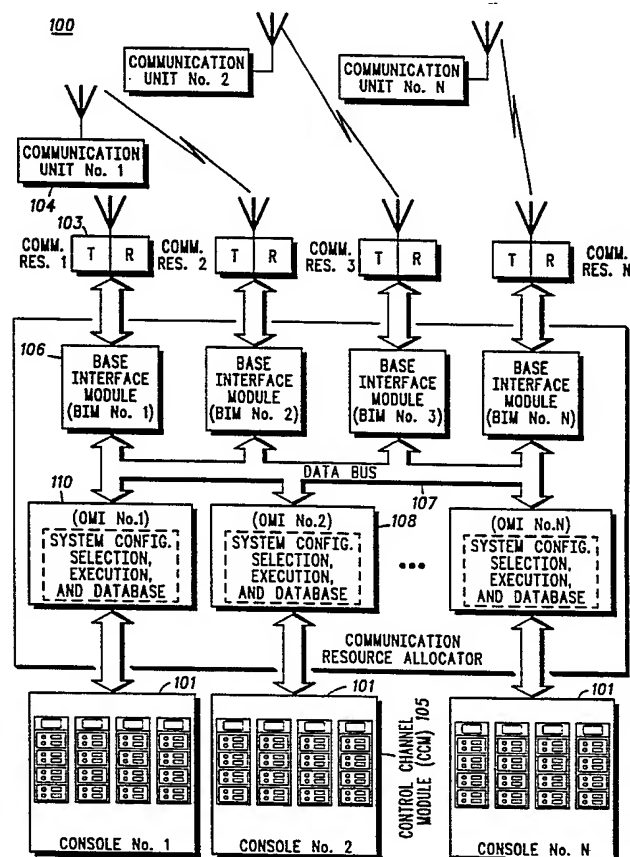 100
COMMUNICATION
UNIT No. 2
COMMUNICATION
UNIT No. N
COMMUNICATION
UNIT No. 1
104
103
COMM.
RES. 1
T R
COMM.
RES. 2
T R
COMM.
RES. 3
T R
COMM.
RES. N
T R
106
BASE
INTERFACE
MODULE
(BIM No. 1)
BASE
INTERFACE
MODULE
(BIM No. 2)
BASE
INTERFACE
MODULE
(BIM No. 3)
BASE
INTERFACE
MODULE
(BIM No. N)
DATA BUS
107
110
(OMI No.1)
SYSTEM CONFIG.
SELECTION,
EXECUTION,
AND DATABASE
108
(OMI No.2)
SYSTEM CONFIG.
SELECTION,
EXECUTION,
AND DATABASE
...
(OMI No.N)
SYSTEM CONFIG.
SELECTION,
EXECUTION,
AND DATABASE
COMMUNICATION
RESOURCE ALLOCATOR
101
101
101
CONTROL CHANNEL
MODULE (CCM) 105
CONSOLE No. 1
CONSOLE No. 2
CONSOLE No. N